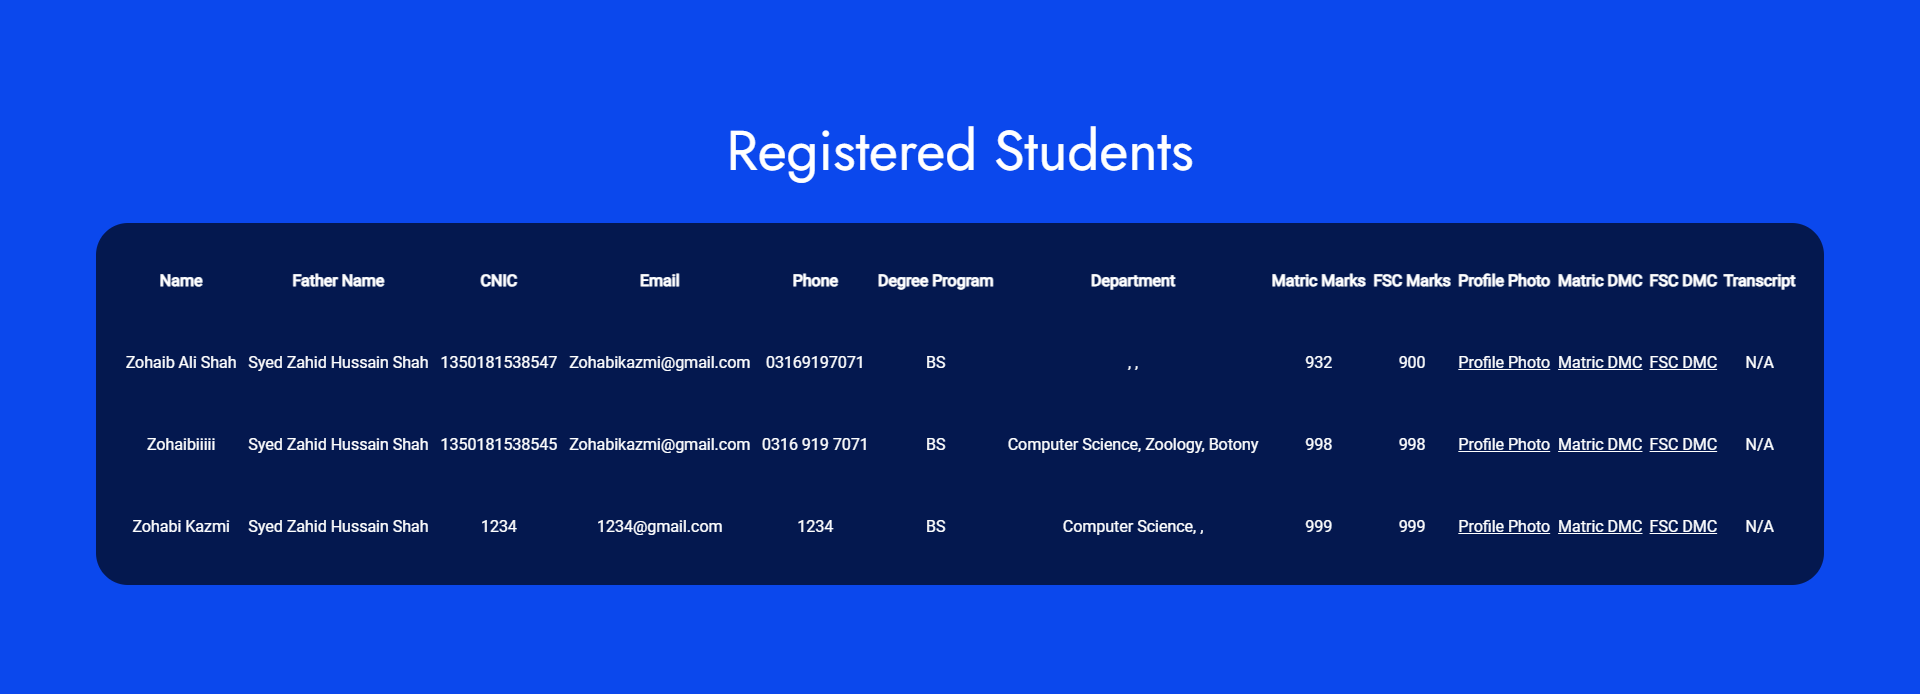 Registered Students
Name Father Name CNIC Email Phone Degree Program Department Matric Marks FSC Marks Profile Photo Matric DMC FSC DMC Transcript
Zohaib Ali Shah Syed Zahid Hussain Shah 1350181538547 Zohabikazmi@gmail.com 03169197071 BS , , 932 900 Profile Photo Matric DMC FSC DMC N/A
Zohaibiiiii Syed Zahid Hussain Shah 1350181538545 Zohabikazmi@gmail.com 0316 919 7071 BS Computer Science, Zoology, Botony 998 998 Profile Photo Matric DMC FSC DMC N/A
Zohabi Kazmi Syed Zahid Hussain Shah 1234 1234@gmail.com 1234 BS Computer Science, , 999 999 Profile Photo Matric DMC FSC DMC N/A